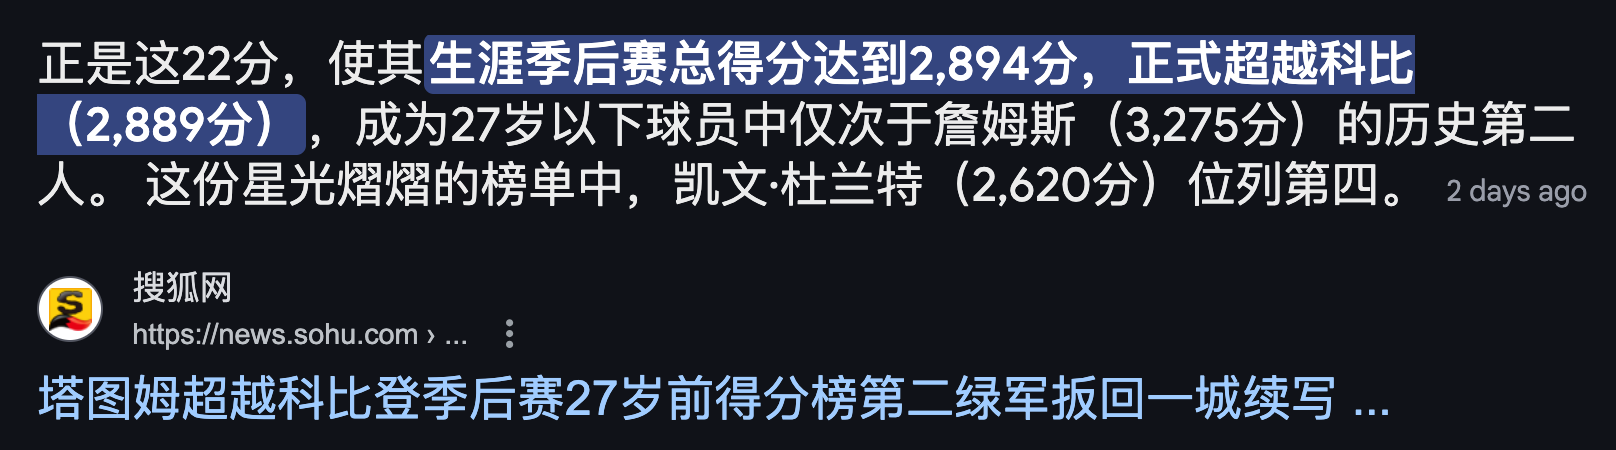 正是这22分，使其生涯季后赛总得分达到2,894分，正式超越科比
（2,889分），成为27岁以下球员中仅次于詹姆斯（3,275分）的历史第二
人。 这份星光熠熠的榜单中，凯文·杜兰特（2,620分）位列第四。 2 days ago
搜狐网
https://news.sohu.com › ...
塔图姆超越科比登季后赛27岁前得分榜第二绿军扳回一城续写 ...